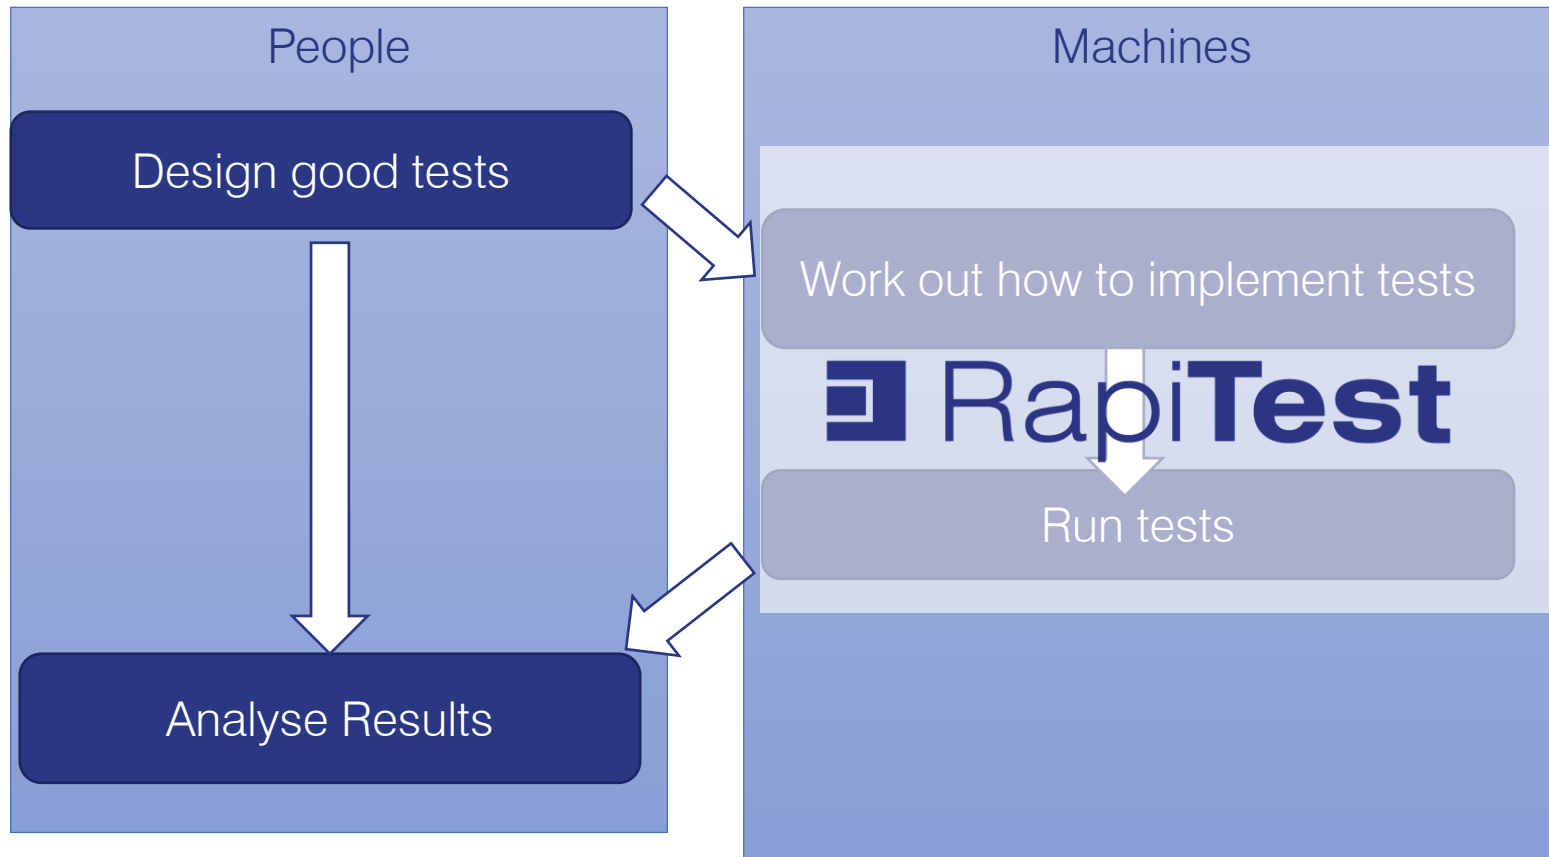 People
Design good tests
Analyse Results
Machines
Work out how to implement tests
RapiTest
Run tests